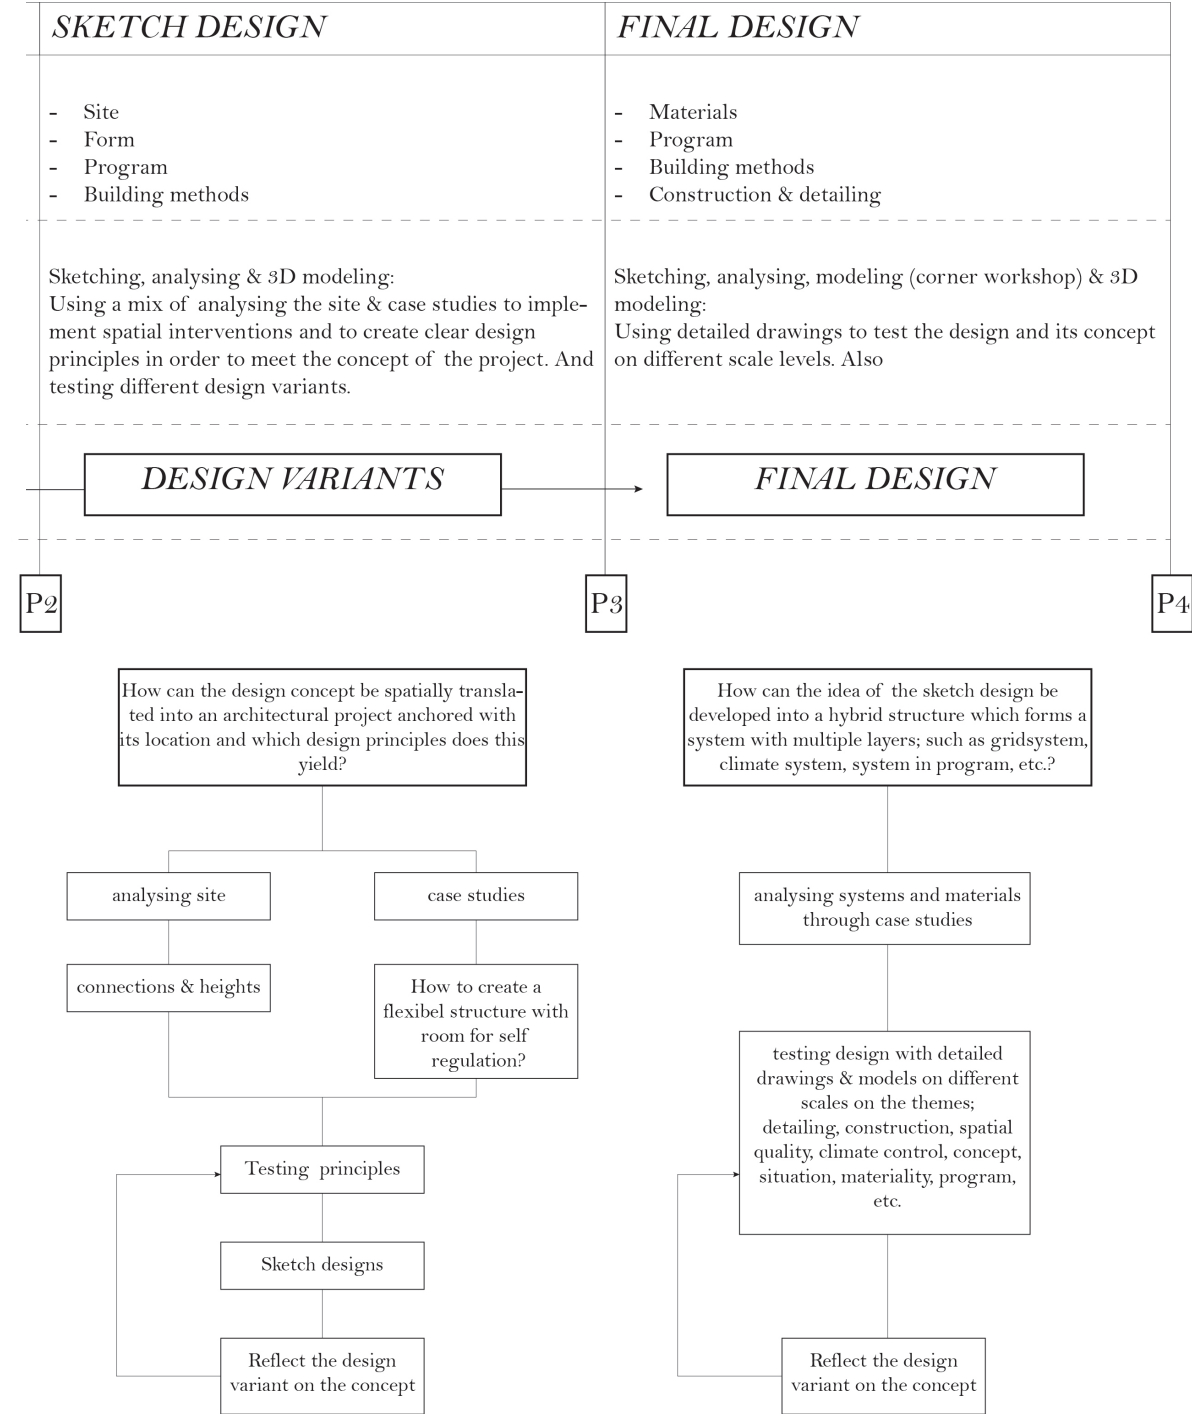 SKETCH DESIGN
FINAL DESIGN
- Site
- Form
- Program
- Building methods
- Materials
- Program
- Building methods
- Construction & detailing
Sketching, analysing & 3D modeling:
Using a mix of analysing the site & case studies to imple-
ment spatial interventions and to create clear design
principles in order to meet the concept of the project. And
testing different design variants.
Sketching, analysing, modeling (corner workshop) & 3D
modeling:
Using detailed drawings to test the design and its concept
on different scale levels. Also
DESIGN VARIANTS
FINAL DESIGN
P2
P3
P4
How can the design concept be spatially transla-
ted into an architectural project anchored with
its location and which design principles does this
yield?
analysing site
case studies
connections & heights
How to create a
flexibel structure with
room for self
regulation?
Testing principles
Sketch designs
Reflect the design
variant on the concept
How can the idea of the sketch design be
developed into a hybrid structure which forms a
system with multiple layers; such as gridsystem,
climate system, system in program, etc.?
analysing systems and materials
through case studies
testing design with detailed
drawings & models on different
scales on the themes;
detailing, construction, spatial
quality, climate control, concept,
situation, materiality, program,
etc.
Reflect the design
variant on the concept